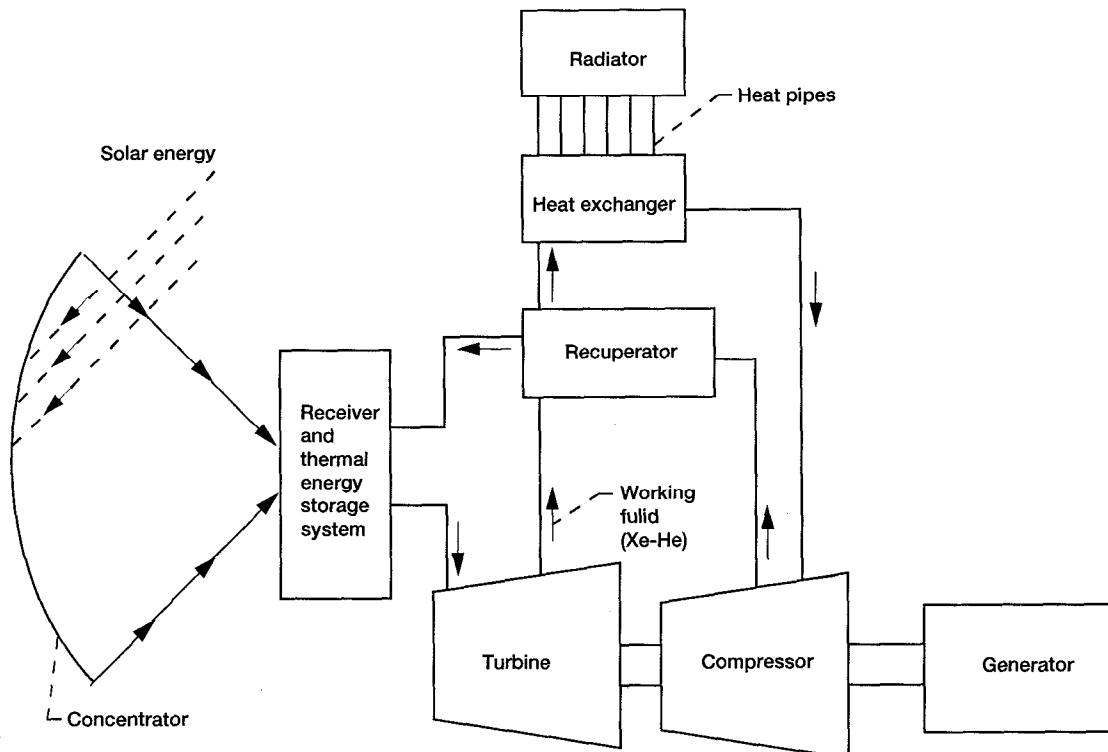 Radiator
Heat pipes
Solar energy
Heat exchanger
Recuperator
Receiver
and
thermal
energy
storage
system
Working
fulid
(Xe-He)
Turbine
Compressor
Generator
Concentrator